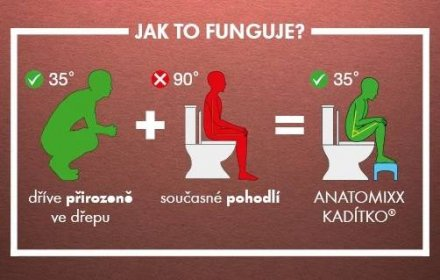 JAK TO FUNGUJE?
35°
90°
35°
+
=
dříve přirozeně
ve dřepu
současné pohodlí
ANATOMIXX
KADÍTKO®